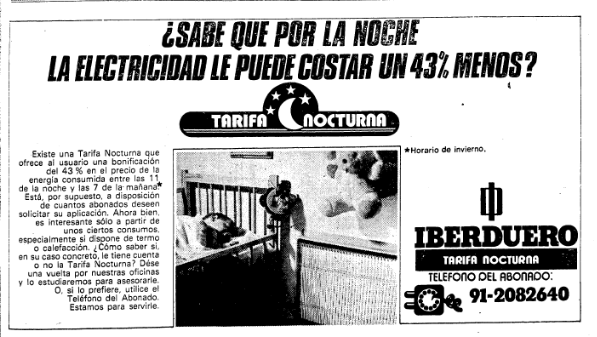 ¿SABE QUE POR LA NOCHE
LA ELECTRICIDAD LE PUEDE COSTAR UN 43% MENOS?
TARIFA NOCTURNA
Existe una Tarifa Nocturna que
ofrece al usuario una bonificación
del 43 % en el precio de la
energía consumida entre las 11
de la noche y las 7 de la mañana*
Está, por supuesto, a disposición
de cuantos abonados deseen
solicitar su aplicación. Ahora bien,
es interesante sólo a partir de
unos ciertos consumos,
especialmente si dispone de termo
o calefacción. ¿Cómo saber si,
en su caso concreto, le tiene cuenta
o no la Tarifa Nocturna? Dése
una vuelta por nuestras oficinas
y lo estudiaremos para asesorarle.
O, si lo prefiere, utilice el
Teléfono del Abonado.
Estamos para servirle.
*Horario de invierno.
IBERDUERO
TARIFA NOCTURNA
TELEFONO DEL ABONADO:
91-2082640